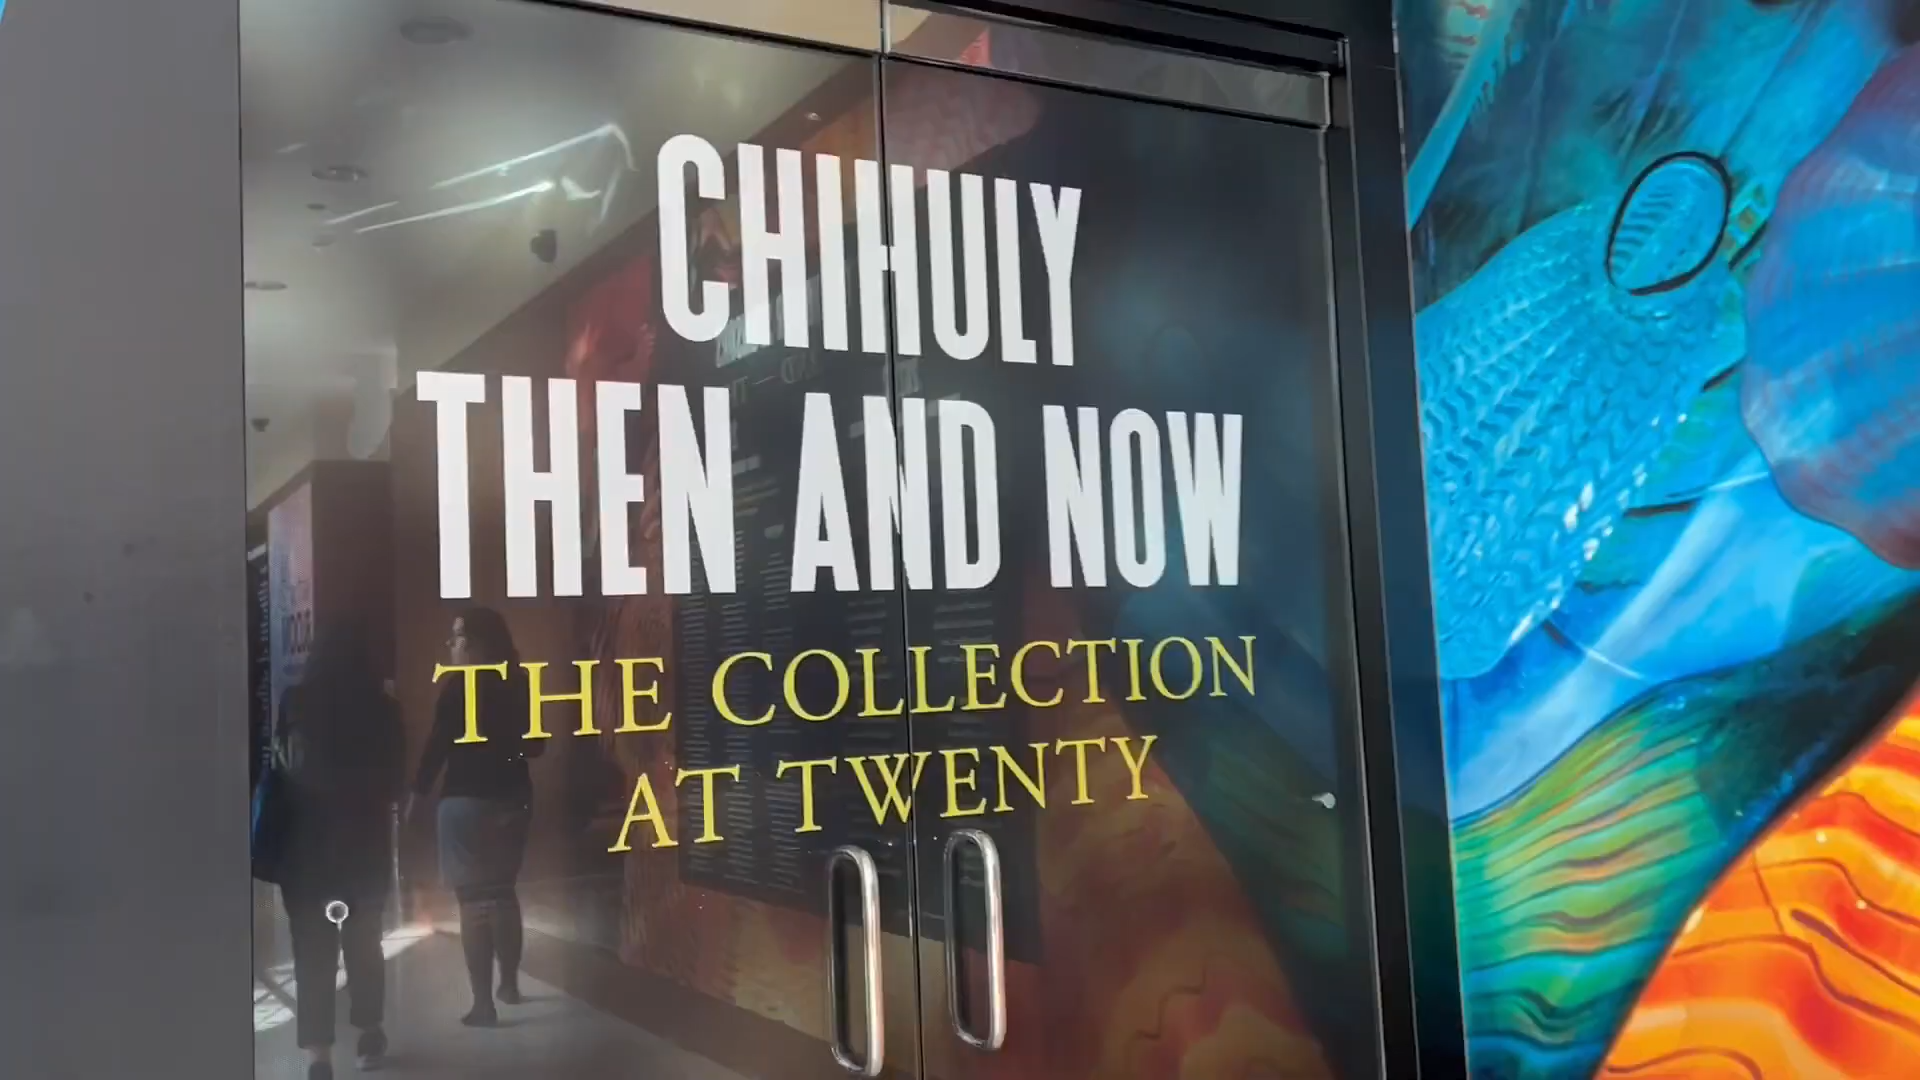 CHIHULY
THEN AND NOW
THE COLLECTION
AT TWENTY